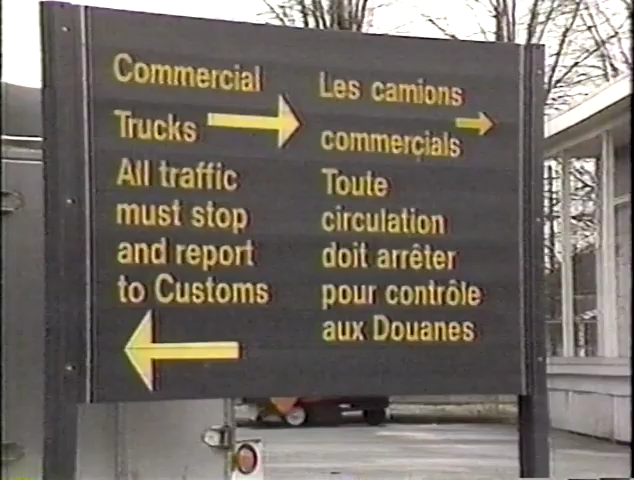 Commercial
Trucks
All traffic
must stop
and report
to Customs
Les camions
commercials
Toute
circulation
doit arrêter
pour contrôle
aux Douanes